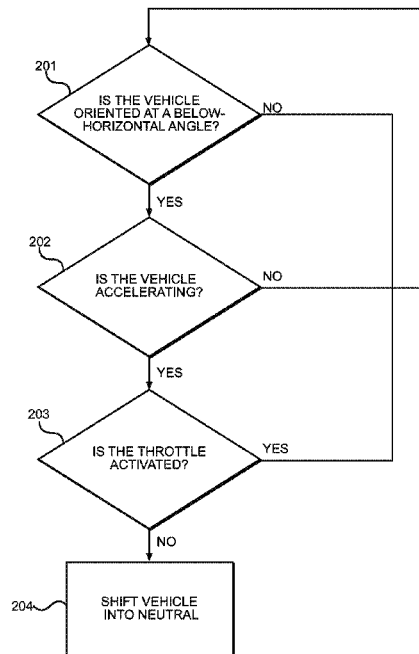 201
IS THE VEHICLE
ORIENTED AT A BELOW-
HORIZONTAL ANGLE?
NO
YES
202
IS THE VEHICLE
ACCELERATING?
NO
YES
203
IS THE THROTTLE
ACTIVATED?
YES
NO
204
SHIFT VEHICLE
INTO NEUTRAL